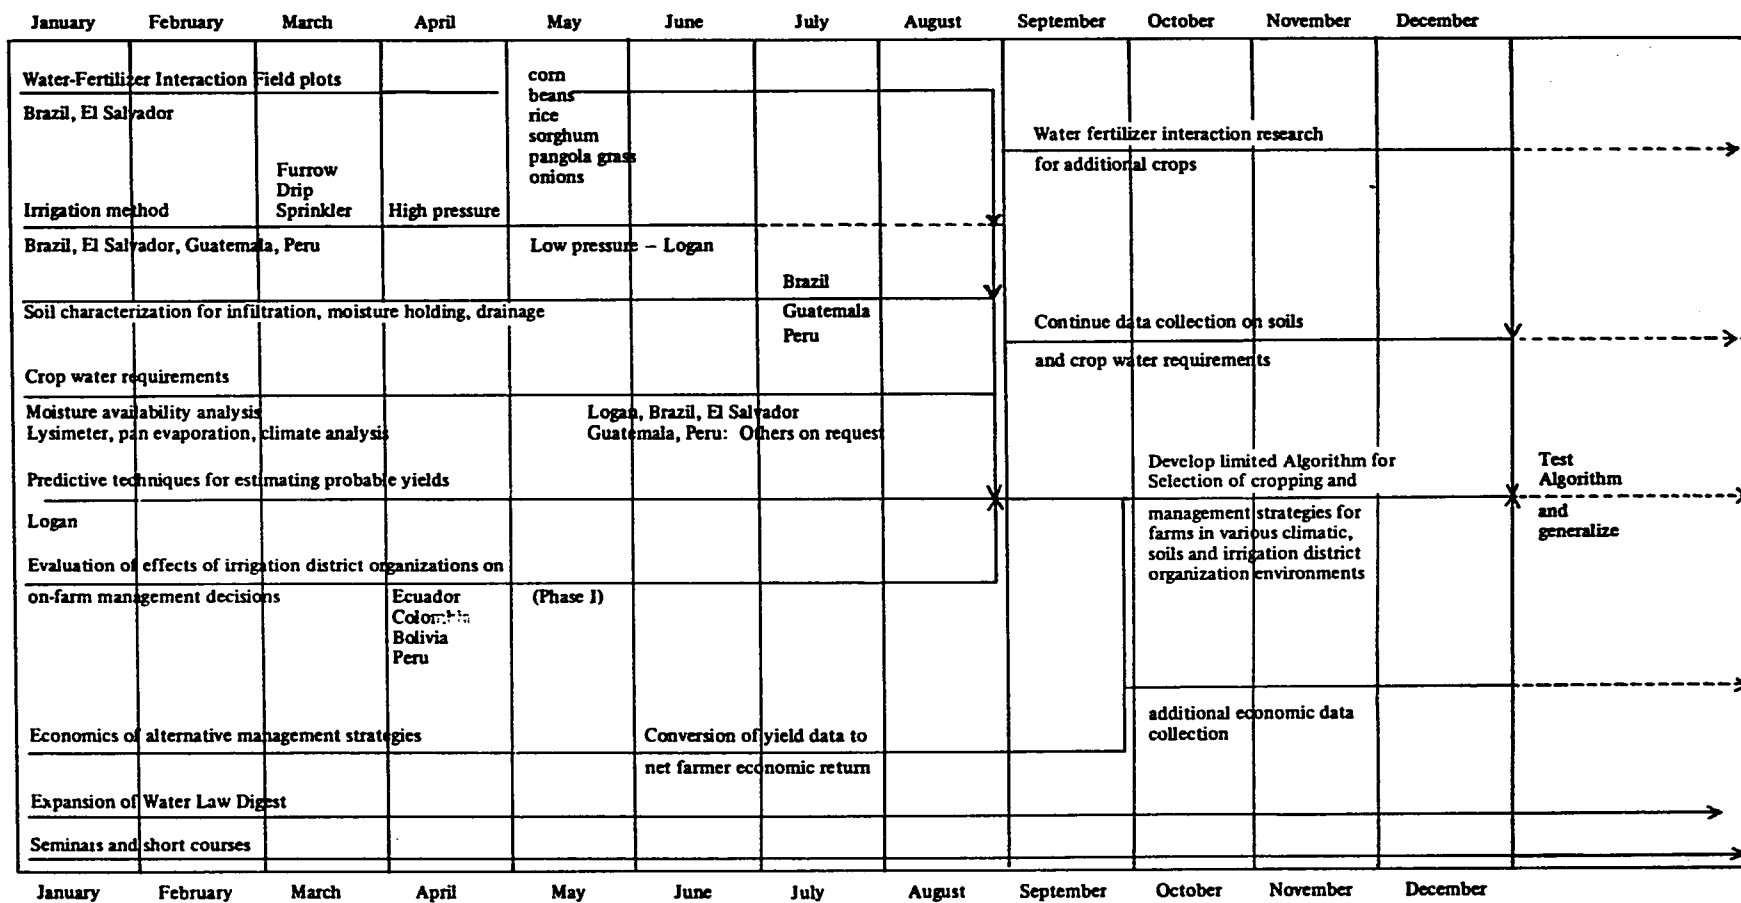 January February March April May June July August September October November December
Water-Fertilizer Interaction Field plots
Brazil, El Salvador
corn
beans
rice
sorghum
pangola grass
onions
Water fertilizer interaction research
for additional crops
Furrow
Drip
Sprinkler
Irrigation method
High pressure
Brazil, El Salvador, Guatemala, Peru
Low pressure – Logan
Brazil
Soil characterization for infiltration, moisture holding, drainage
Guatemala
Peru
Continue data collection on soils
and crop water requirements
Crop water requirements
Moisture availability analysis
Lysimeter, pan evaporation, climate analysis
Logan, Brazil, El Salvador
Guatemala, Peru: Others on request
Predictive techniques for estimating probable yields
Logan
Develop limited Algorithm for
Selection of cropping and
management strategies for
farms in various climatic,
soils and irrigation district
organization environments
Test
Algorithm
and
generalize
Evaluation of effects of irrigation district organizations on
on-farm management decisions
Ecuador
Colombia
Bolivia
Peru
(Phase I)
additional economic data
collection
Economics of alternative management strategies
Conversion of yield data to
net farmer economic return
Expansion of Water Law Digest
Seminars and short courses
January February March April May June July August September October November December